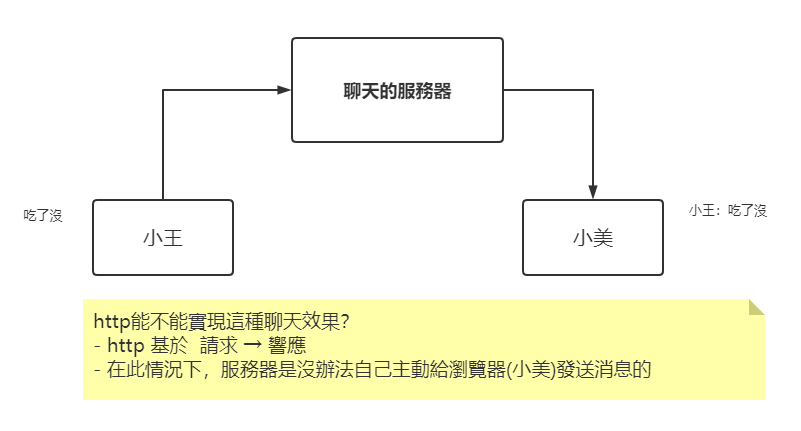 聊天的服務器
吃了沒
小王
小美
小王：吃了沒
http能不能實現這種聊天效果?
- http 基於 請求 → 響應
- 在此情況下，服務器是沒辦法自己主動給瀏覽器(小美)發送消息的